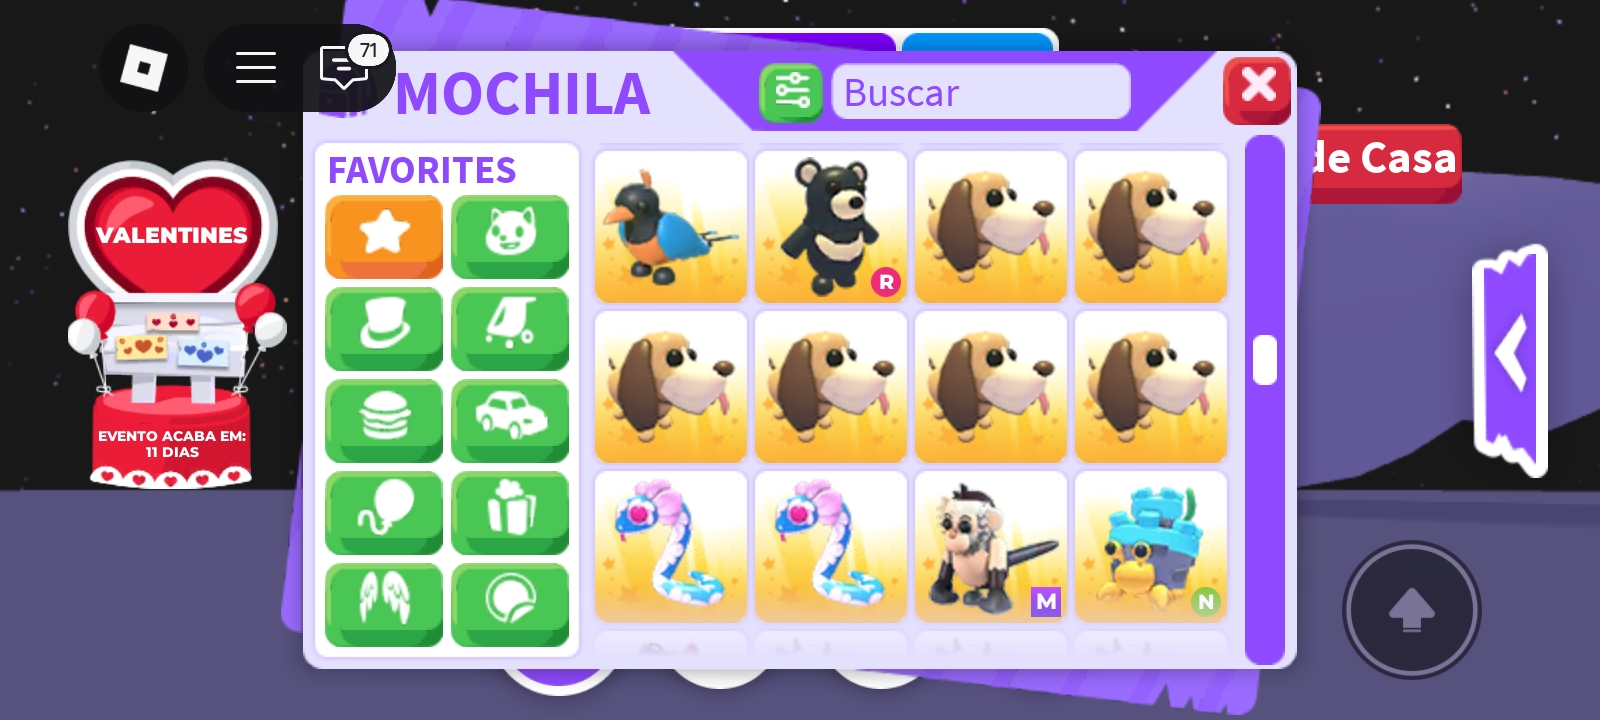 71
MOCHILA
Buscar
de Casa
FAVORITES
VALENTINES
EVENTO ACABA EM:
11 DIAS
R
M
N